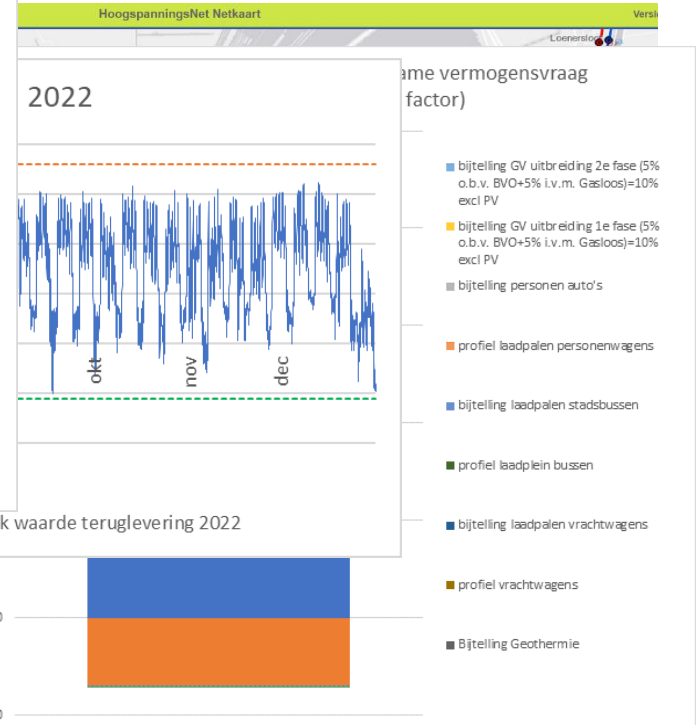 HoogspanningsNet Netkaart
Loenersloot
2022
vermogensvraag
factor)
bijtelling GV uitbreiding 2e fase (5%
o.b.v. BVO+5% i.v.m. Gasloos)=10%
excl PV
bijtelling GV uitbreiding 1e fase (5%
o.b.v. BVO+5% i.v.m. Gasloos)=10%
excl PV
bijtelling personen auto's
profiel laadpalen personenwagens
bijtelling laadpalen stadsbussen
profiel laadplein bussen
bijtelling laadpalen vrachtwagens
profiel vrachtwagens
Bijtelling Geothermie
okt
nov
dec
k waarde teruglevering 2022
0
0